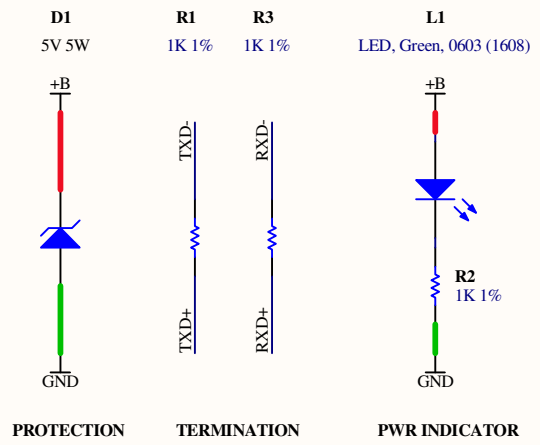 D1
5V 5W
+B
GND
PROTECTION
R1
1K 1%
R3
1K 1%
TXD-
RXD-
TXD+
RXD+
TERMINATION
L1
LED, Green, 0603 (1608)
+B
R2
1K 1%
GND
PWR INDICATOR